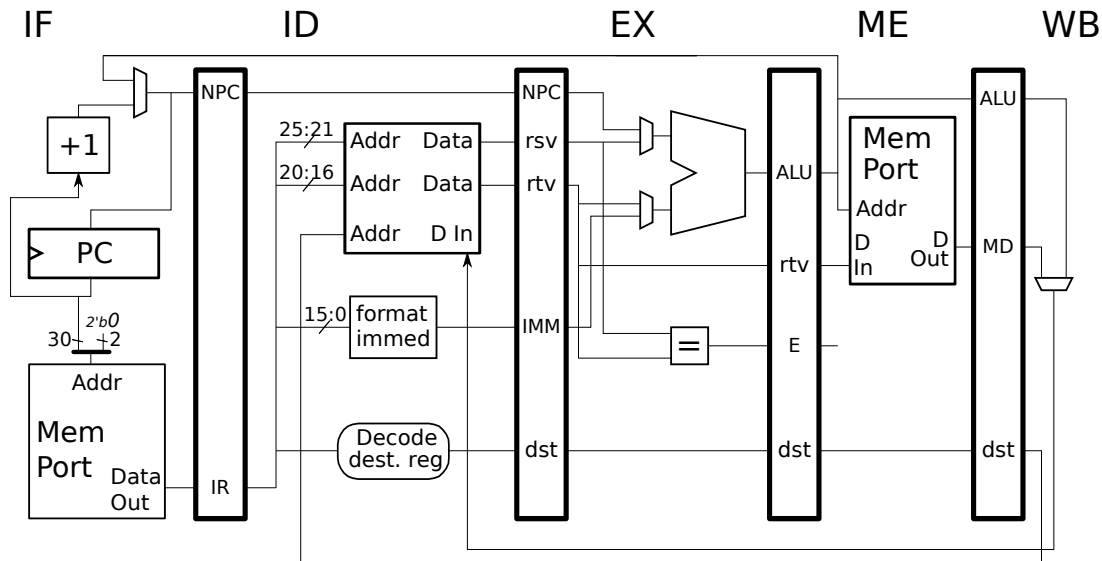 IF
ID
EX
ME
WB
+1
PC
2'b0
30
2
Addr
Mem
Port
Data
Out
NPC
IR
25:21
20:16
15:0
Addr
Data
Addr
Data
Addr
D In
format
immed
Decode
dest. reg
NPC
rsv
rtv
IMM
dst
=
ALU
rtv
E
dst
Mem
Port
Addr
D
In
D
Out
ALU
MD
dst